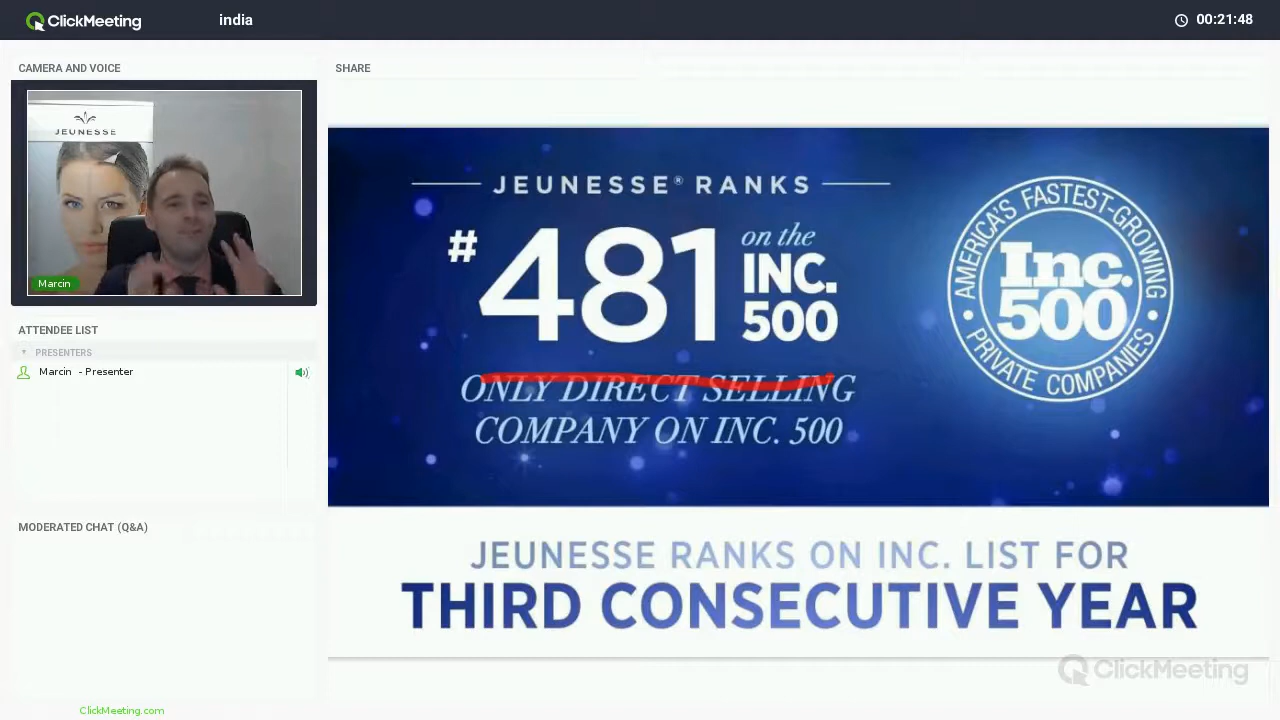 ClickMeeting
india
00:21:48
CAMERA AND VOICE
JEUNESSE
Marcin
ATTENDEE LIST
PRESENTERS
Marcin - Presenter
MODERATED CHAT (Q&A)
ClickMeeting.com
SHARE
JEUNESSE® RANKS
#481 on the
INC.
500
ONLY DIRECT SELLING
COMPANY ON INC. 500
AMERICA'S FASTEST-GROWING
Inc.
500
PRIVATE COMPANIES
JEUNESSE RANKS ON INC. LIST FOR
THIRD CONSECUTIVE YEAR
ClickMeeting